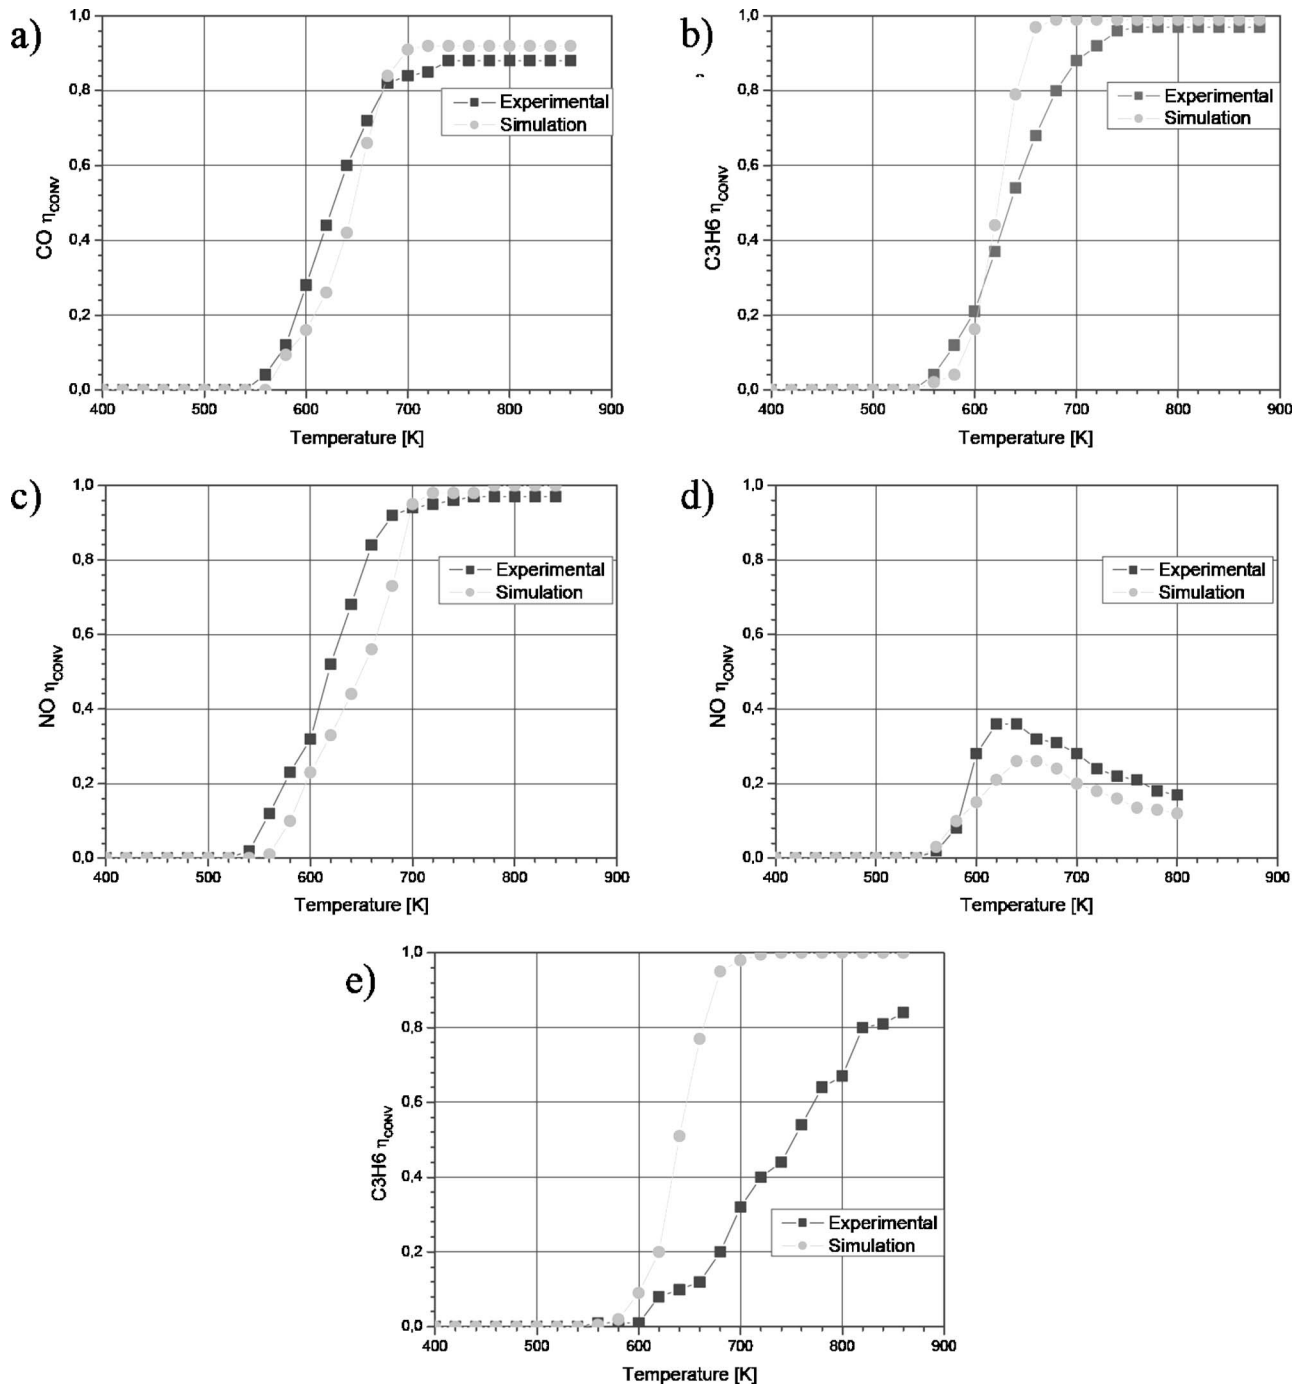 a)
1,0
0,8
0,6
0,4
0,2
0,0
CO ηCONV
Experimental
Simulation
400 500 600 700 800 900
Temperature [K]
b)
1,0
0,8
0,6
0,4
0,2
0,0
C3H6 ηCONV
Experimental
Simulation
400 500 600 700 800 900
Temperature [K]
c)
1,0
0,8
0,6
0,4
0,2
0,0
NO ηCONV
Experimental
Simulation
400 500 600 700 800 900
Temperature [K]
d)
1,0
0,8
0,6
0,4
0,2
0,0
NO ηCONV
Experimental
Simulation
400 500 600 700 800 900
Temperature [K]
e)
1,0
0,8
0,6
0,4
0,2
0,0
C3H6 ηCONV
Experimental
Simulation
400 500 600 700 800 900
Temperature [K]